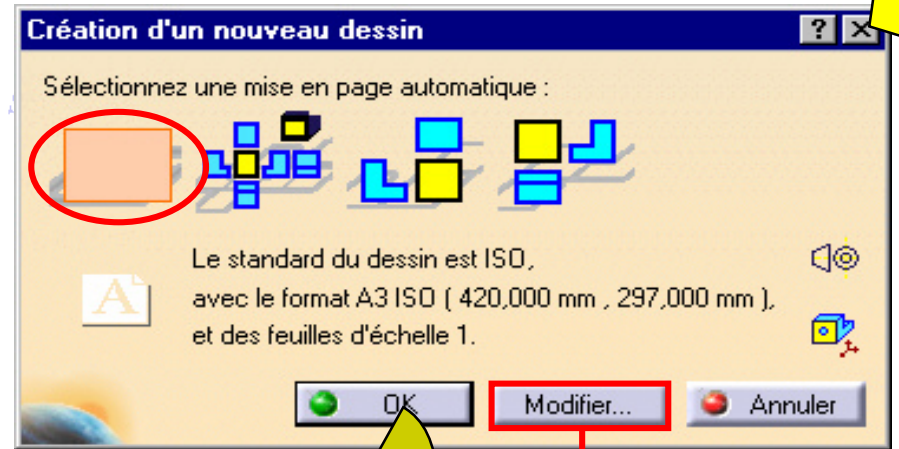 Création d'un nouveau dessin
Sélectionnez une mise en page automatique :
Le standard du dessin est ISO,
avec le format A3 ISO ( 420,000 mm , 297,000 mm ),
et des feuilles d'échelle 1.
OK
Modifier...
Annuler